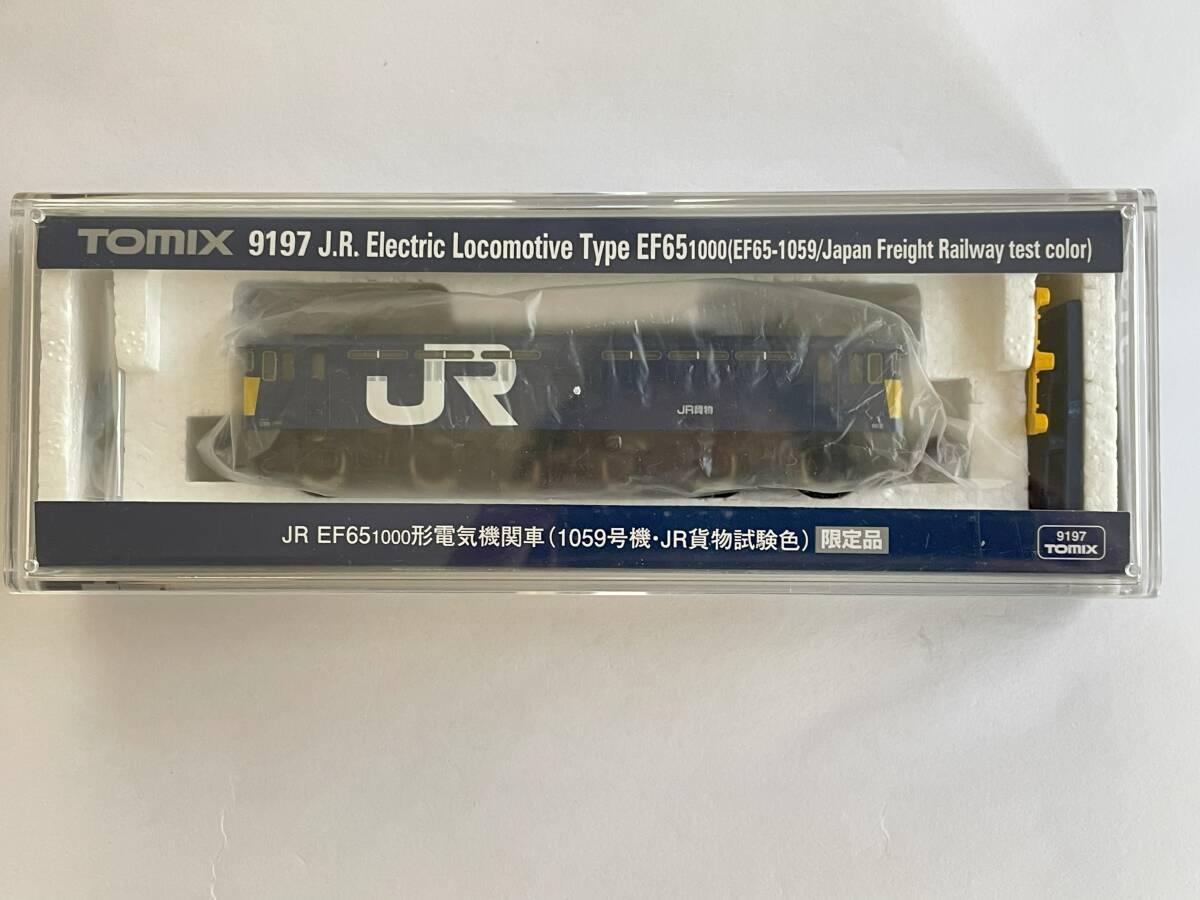 TOMIX 9197 J.R. Electric Locomotive Type EF651000(EF65-1059/Japan Freight Railway test color)
JR
JR貨物
JR EF651000形電気機関車(1059号機・JR貨物試験色) 限定品
9197
TOMIX